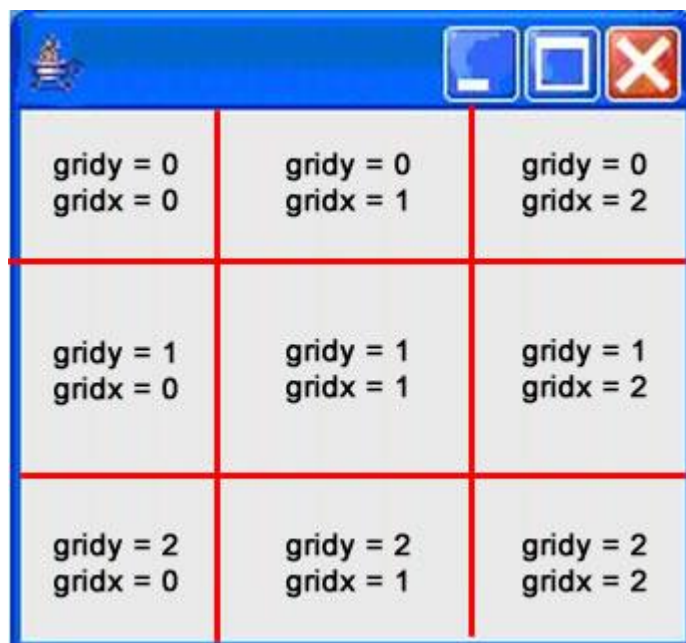 gridy = 0
gridx = 0
gridy = 0
gridx = 1
gridy = 0
gridx = 2
gridy = 1
gridx = 0
gridy = 1
gridx = 1
gridy = 1
gridx = 2
gridy = 2
gridx = 0
gridy = 2
gridx = 1
gridy = 2
gridx = 2